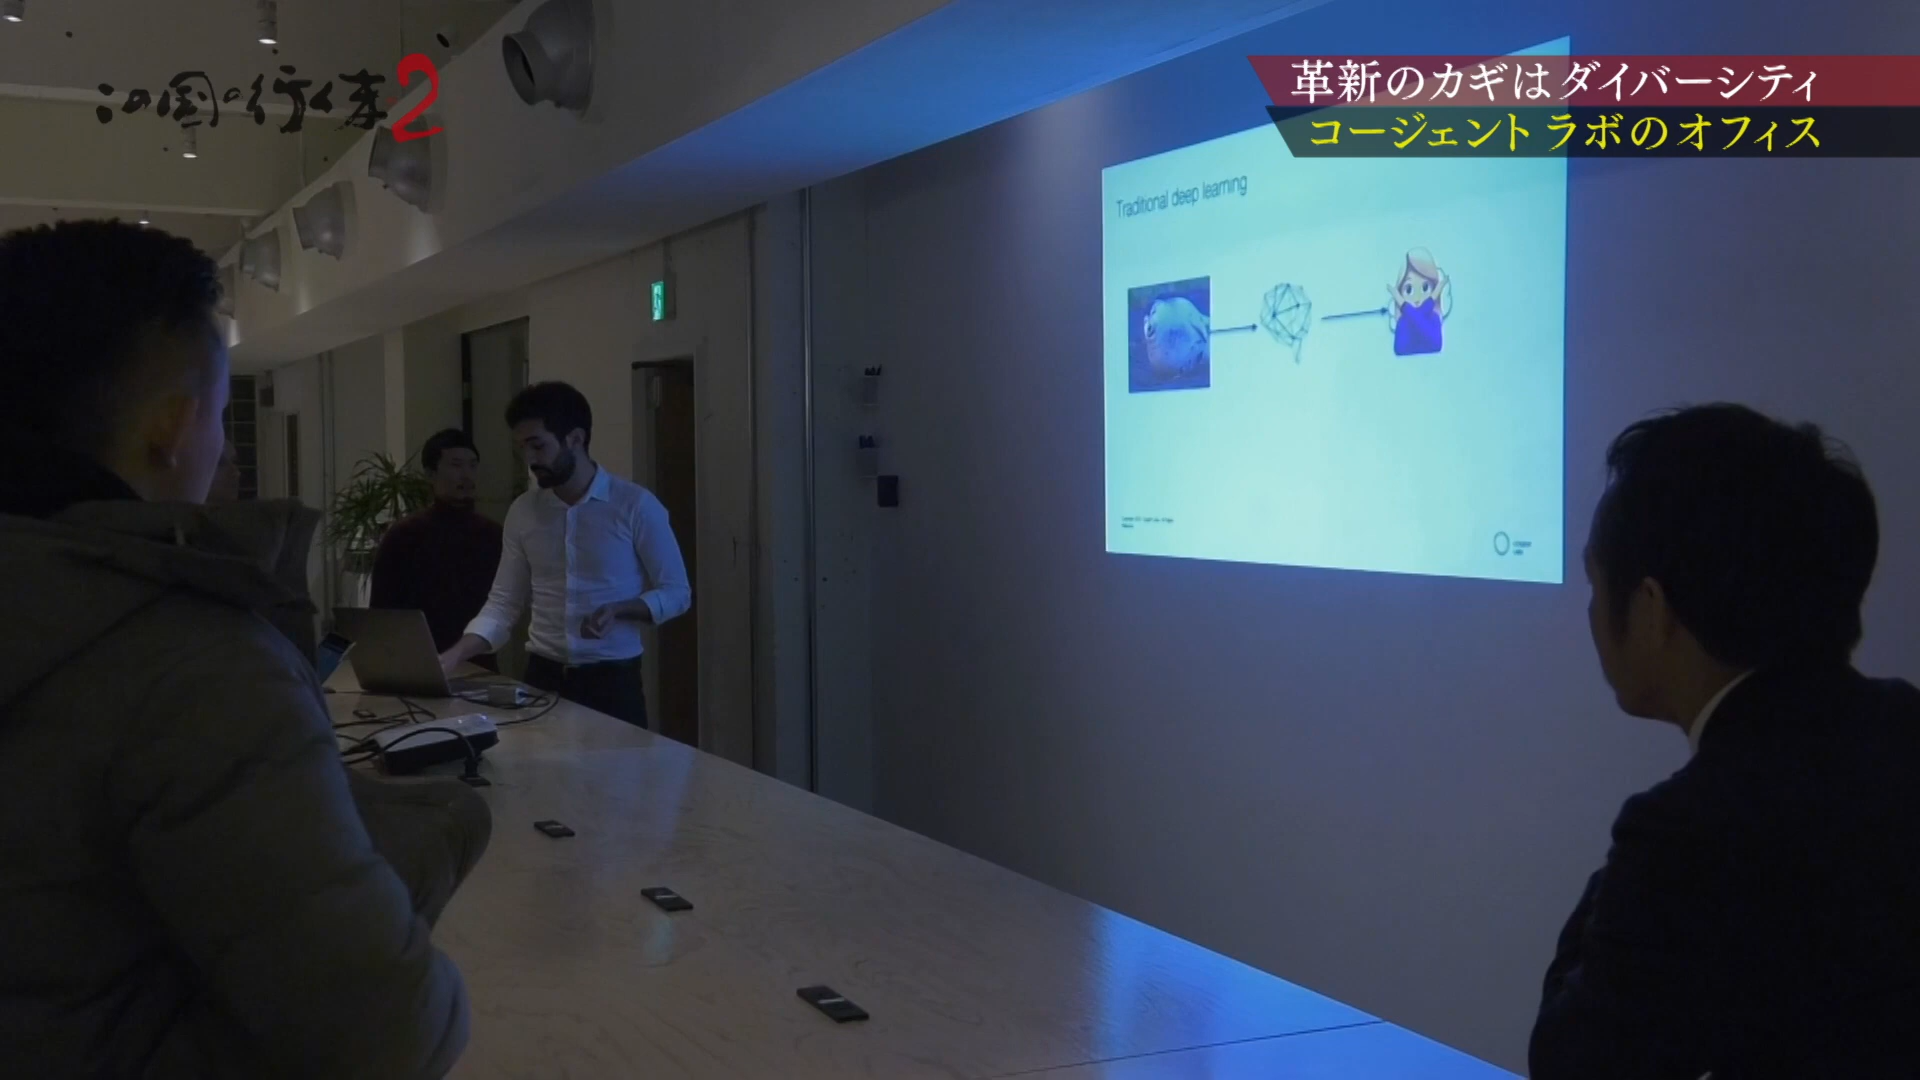 この国の行く末2
革新のカギはダイバーシティ
コージェントラボのオフィス
Traditional deep learning